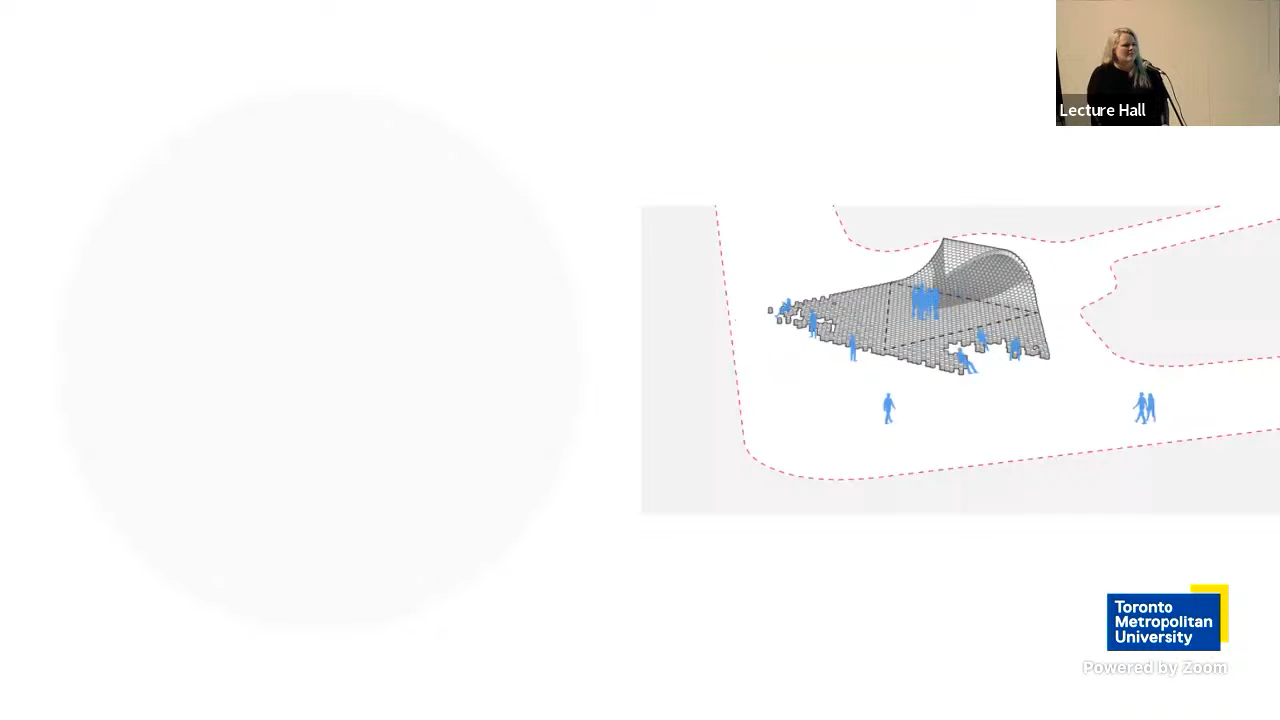 Lecture Hall
Toronto
Metropolitan
University
Powered by Zoom